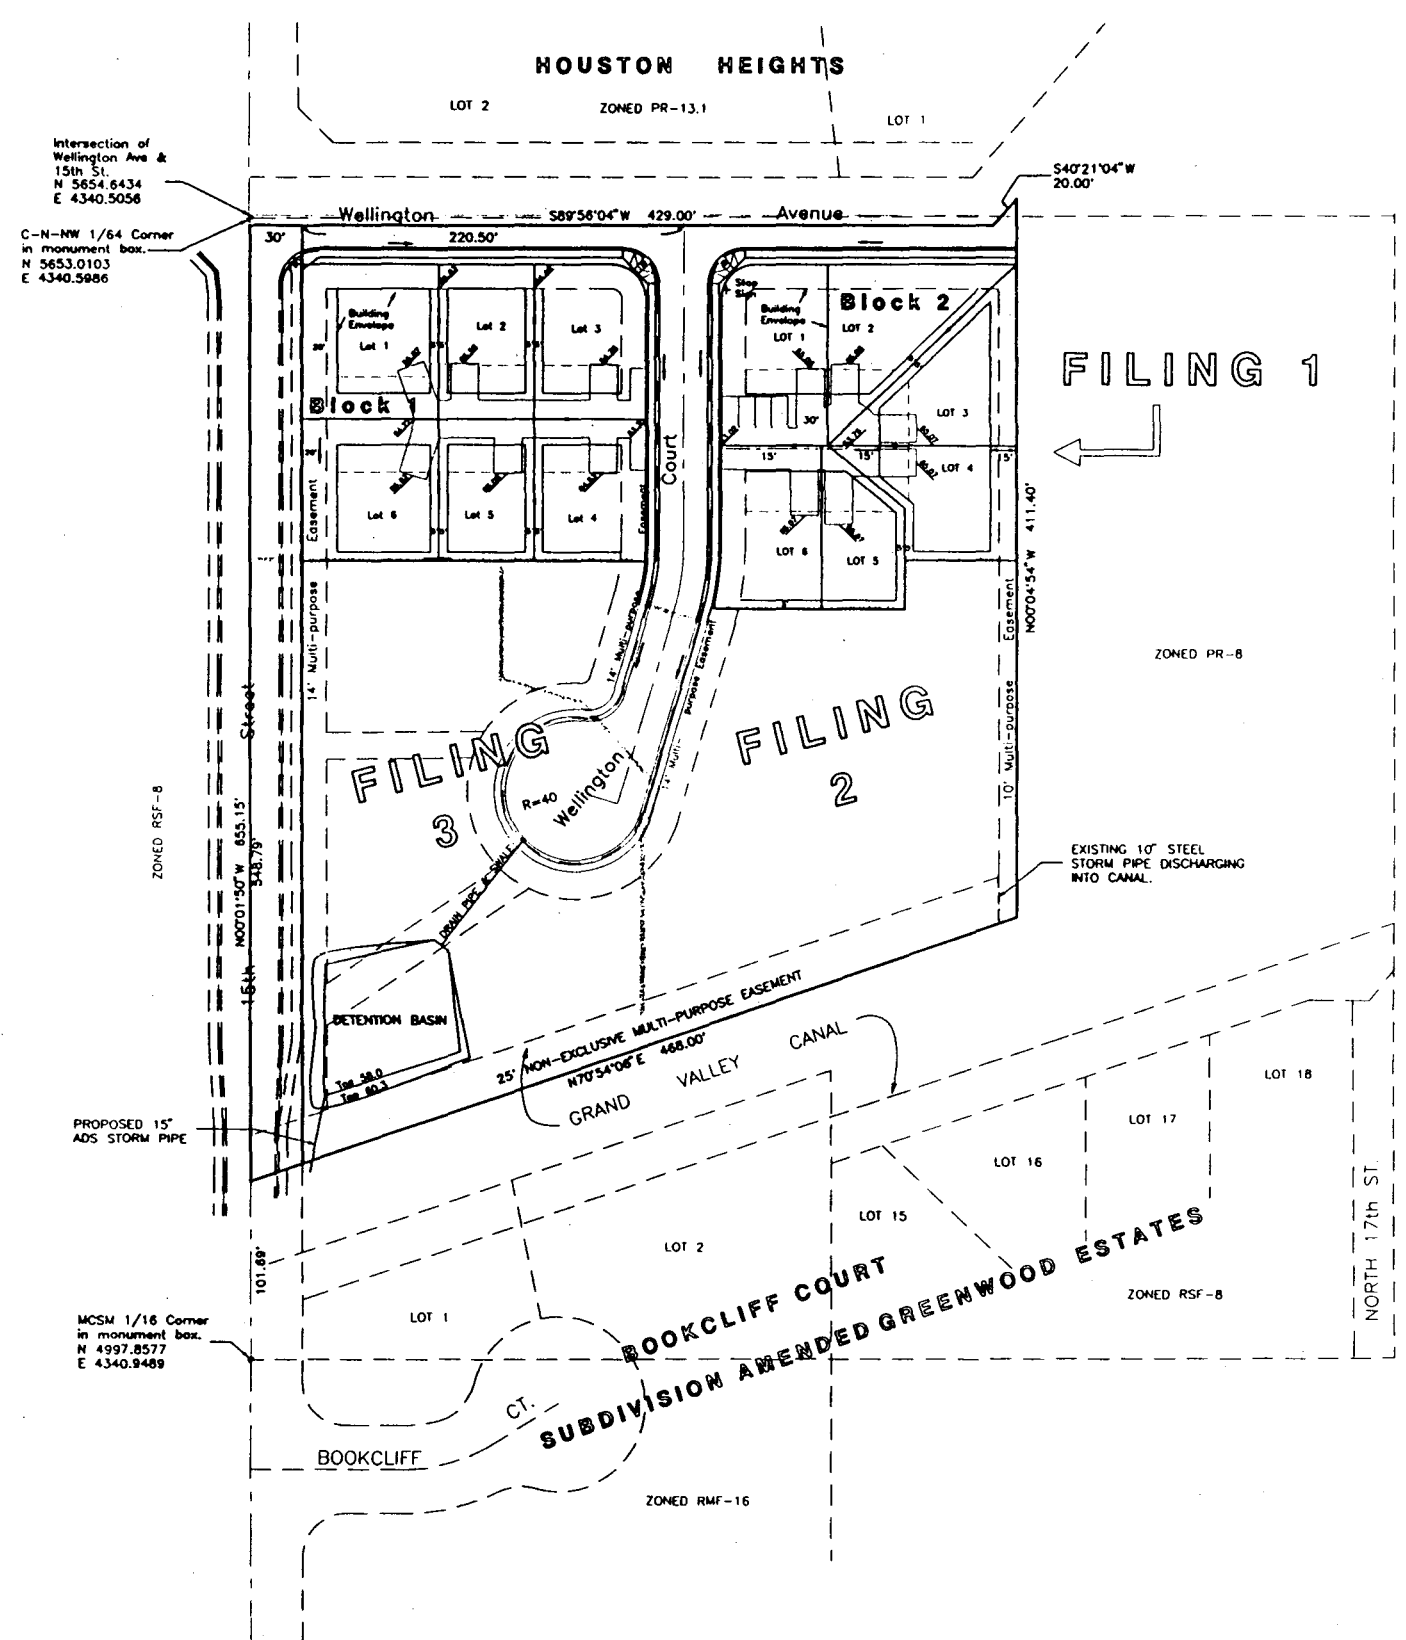 HOUSTON HEIGHTS
LOT 2
ZONED PR-13.1
LOT 1
Intersection of
Wellington Ave &
15th St.
N 5654.6434
E 4340.5056
S40°21'04"W
20.00'
C-N-NW 1/64 Corner
in monument box.
N 5653.0103
E 4340.5986
Wellington
S89°56'04"W 429.00'
Avenue
30'
220.50'
Stop
Sign
Building
Envelope
Lot 1
Lot 2
Lot 3
Building
Envelope
LOT 1
Block 2
LOT 2
FILING 1
Block
LOT 3
30'
Court
15'
15'
15'
LOT 4
Lot 6
Lot 5
Lot 4
LOT 6
LOT 5
Easement
Easement
14' Multi-purpose
14' Multi-purpose
14' Multi-
purpose Easement
N00°04'54"W 411.40'
10' Multi-purpose Easement
ZONED PR-8
Street
FILING
3
FILING
2
R=40
Wellington
ZONED RSF-8
N00°01'50"W 655.15'
548.79'
15th
DRAIN PIPE & SWALE
EXISTING 10" STEEL
STORM PIPE DISCHARGING
INTO CANAL.
DETENTION BASIN
25' NON-EXCLUSIVE MULTI-PURPOSE EASEMENT
N70°54'06"E 468.00'
GRAND VALLEY CANAL
Toe 58.0
Top 60.3
PROPOSED 15"
ADS STORM PIPE
LOT 18
LOT 17
LOT 16
LOT 15
LOT 2
LOT 1
101.69'
NORTH 17th ST.
MCSM 1/16 Corner
in monument box.
N 4997.8577
E 4340.9489
BOOKCLIFF COURT
SUBDIVISION AMENDED GREENWOOD ESTATES
ZONED RSF-8
CT.
BOOKCLIFF
ZONED RMF-16